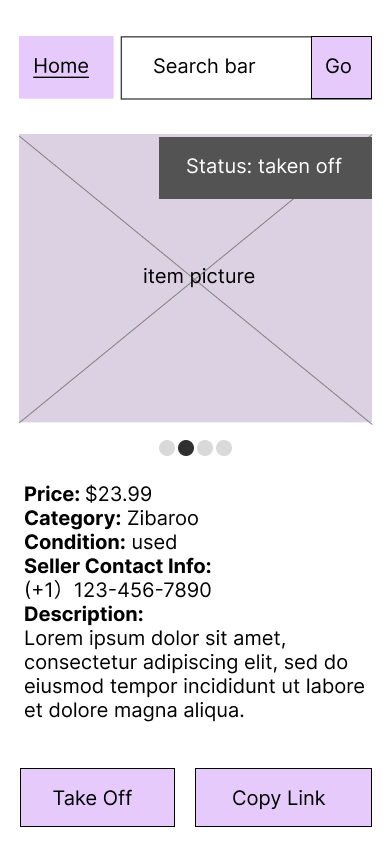 Home
Search bar
Go
Status: taken off
item picture
Price: $23.99
Category: Zibaroo
Condition: used
Seller Contact Info:
(+1）123-456-7890
Description:
Lorem ipsum dolor sit amet,
consectetur adipiscing elit, sed do
eiusmod tempor incididunt ut labore
et dolore magna aliqua.
Take Off
Copy Link